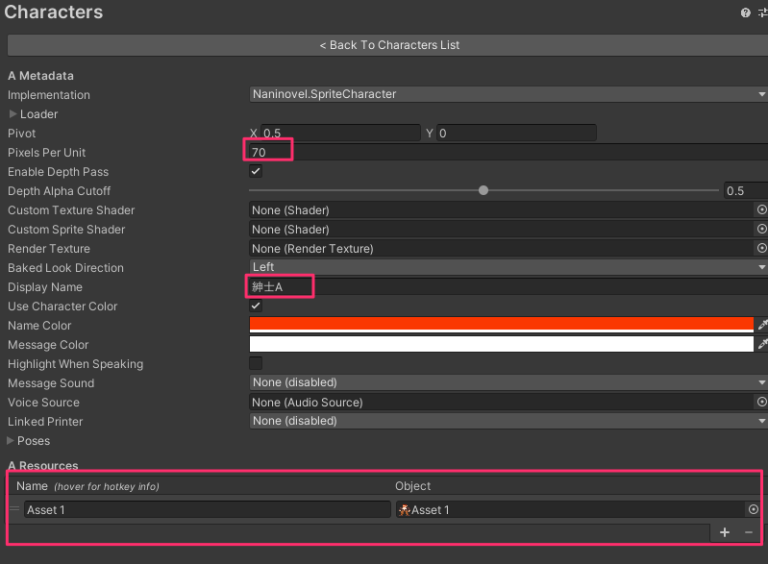 Characters
< Back To Characters List
A Metadata
Implementation Naninovel.SpriteCharacter
Loader
Pivot X 0.5 Y 0
Pixels Per Unit 70
Enable Depth Pass
Depth Alpha Cutoff 0.5
Custom Texture Shader None (Shader)
Custom Sprite Shader None (Shader)
Render Texture None (Render Texture)
Baked Look Direction Left
Display Name 紳士A
Use Character Color
Name Color
Message Color
Highlight When Speaking
Message Sound None (disabled)
Voice Source None (Audio Source)
Linked Printer None (disabled)
Poses
A Resources
Name (hover for hotkey info) Object
Asset 1 Asset 1